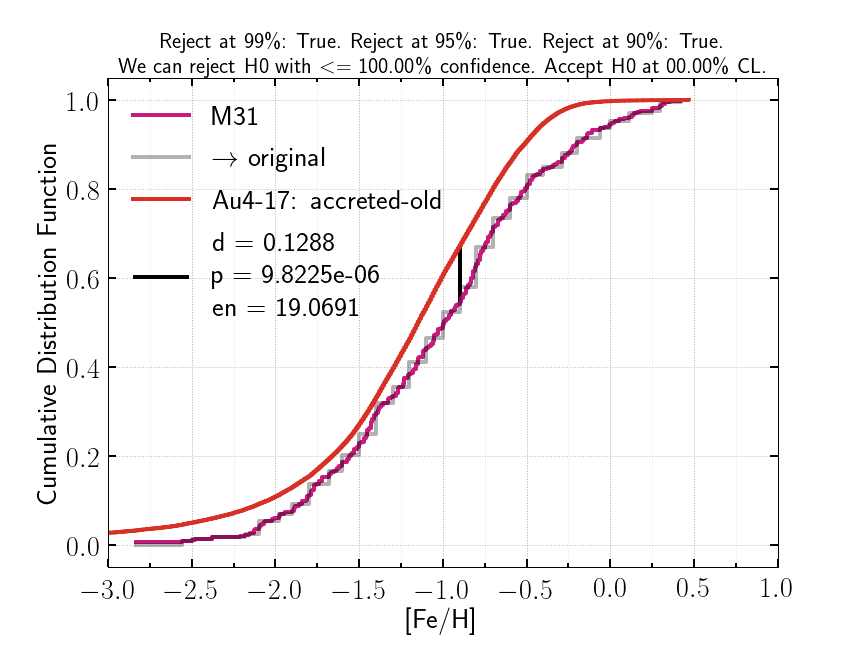 Reject at 99%: True. Reject at 95%: True. Reject at 90%: True.
We can reject H0 with <= 100.00% confidence. Accept H0 at 00.00% CL.
M31
→ original
Au4-17: accreted-old
d = 0.1288
p = 9.8225e-06
en = 19.0691
Cumulative Distribution Function
1.0
0.8
0.6
0.4
0.2
0.0
−3.0 −2.5 −2.0 −1.5 −1.0 −0.5 0.0 0.5 1.0
[Fe/H]